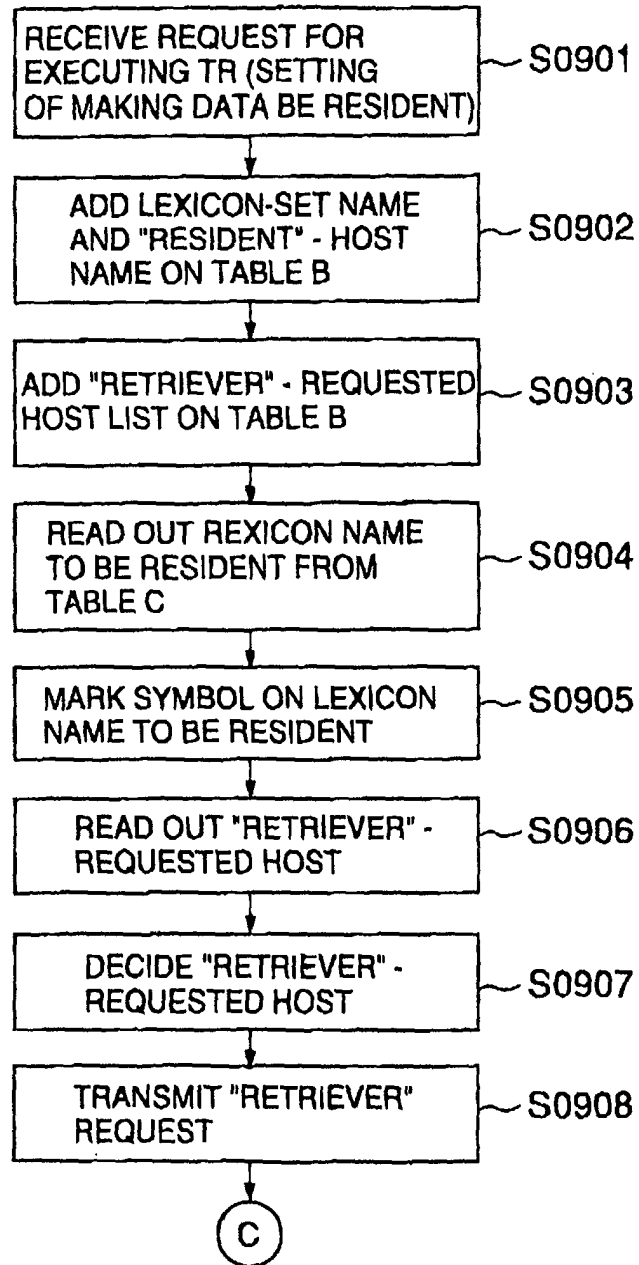 RECEIVE REQUEST FOR
EXECUTING TR (SETTING
OF MAKING DATA BE RESIDENT)
S0901
ADD LEXICON-SET NAME
AND "RESIDENT" - HOST
NAME ON TABLE B
S0902
ADD "RETRIEVER" - REQUESTED
HOST LIST ON TABLE B
S0903
READ OUT REXICON NAME
TO BE RESIDENT FROM
TABLE C
S0904
MARK SYMBOL ON LEXICON
NAME TO BE RESIDENT
S0905
READ OUT "RETRIEVER" -
REQUESTED HOST
S0906
DECIDE "RETRIEVER" -
REQUESTED HOST
S0907
TRANSMIT "RETRIEVER"
REQUEST
S0908
C